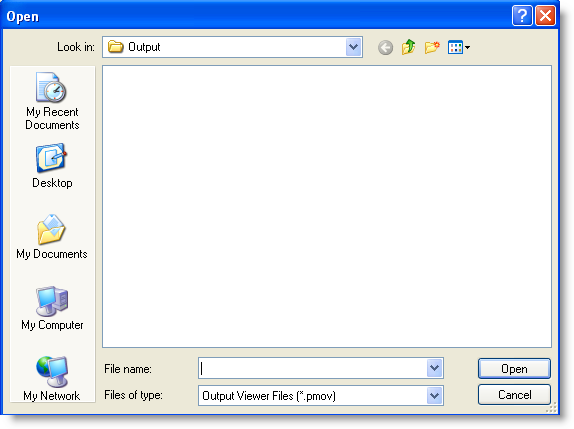 Open
?
Look in:
Output
My Recent
Documents
Desktop
My Documents
My Computer
My Network
File name:
Open
Files of type:
Output Viewer Files (*.pmov)
Cancel